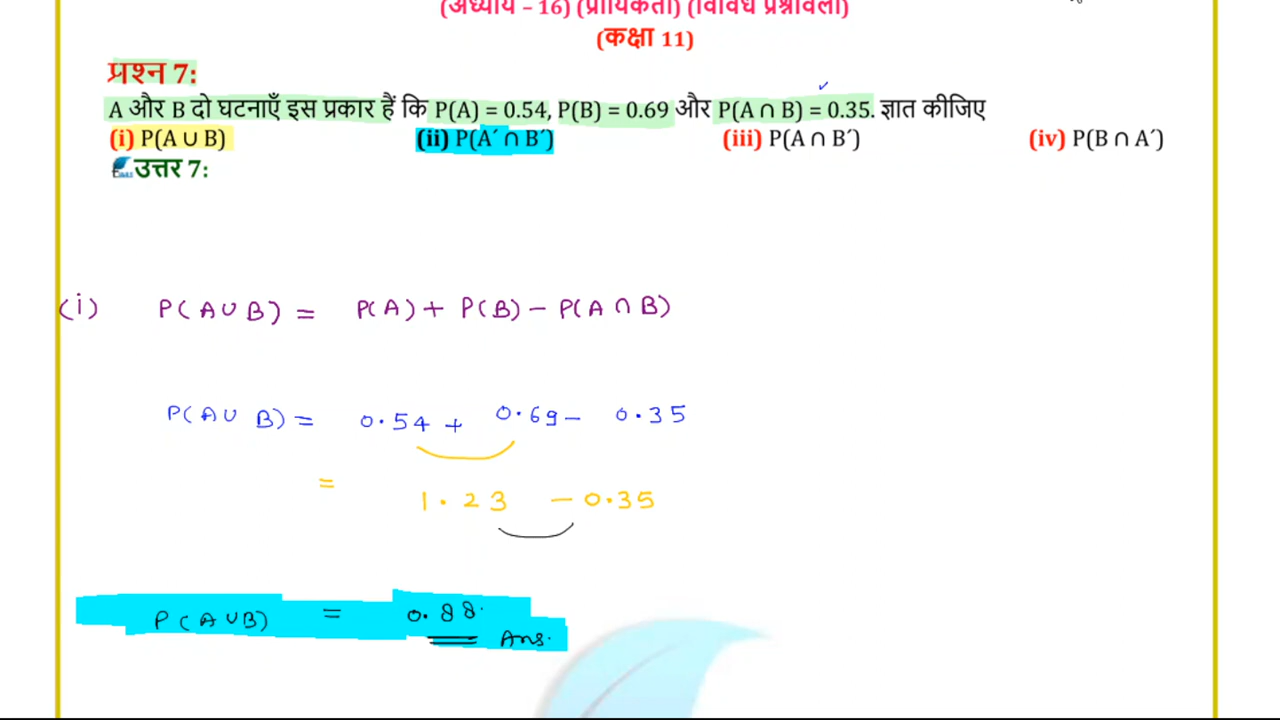 (अध्याय – 16) (प्रायिकता) (विविध प्रश्नावली)
(कक्षा 11)
प्रश्न 7:
A और B दो घटनाएँ इस प्रकार हैं कि P(A) = 0.54, P(B) = 0.69 और P(A ∩ B) = 0.35. ज्ञात कीजिए
(i) P(A ∪ B) (ii) P(A´ ∩ B´) (iii) P(A ∩ B´) (iv) P(B ∩ A´)
उत्तर 7:
(i) P(A∪B) = P(A) + P(B) – P(A ∩ B)
P(A∪B) = 0.54 + 0.69 – 0.35
= 1.23 – 0.35
P(A∪B) = 0.88. Ans.